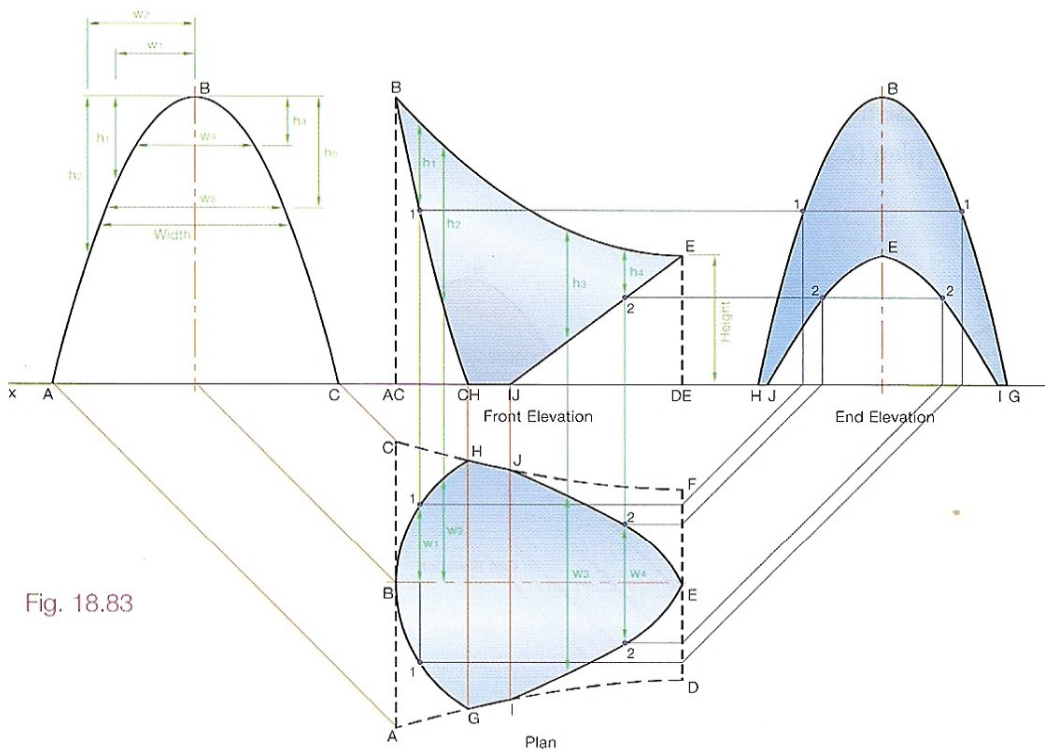 w₂
w₁
B
h₁
h₂
w₄
h₄
h₅
w₅
Width
x
A
C
B
h₁
h₂
1
h₃
h₄
E
2
Height
AC
CH
IJ
DE
Front Elevation
B
1
1
E
2
2
H
J
I
G
End Elevation
C
H
J
F
1
2
w₁
w₂
w₃
w₄
B
E
1
2
D
G
I
A
Plan
Fig. 18.83